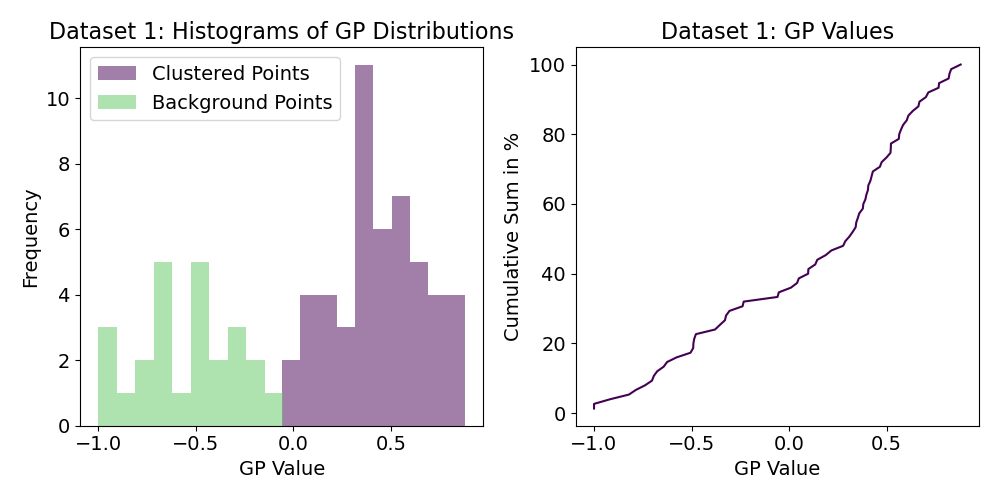 Dataset 1: Histograms of GP Distributions
Clustered Points
Background Points
Frequency
10
8
6
4
2
0
−1.0 −0.5 0.0 0.5
GP Value
Dataset 1: GP Values
Cumulative Sum in %
100
80
60
40
20
0
−1.0 −0.5 0.0 0.5
GP Value